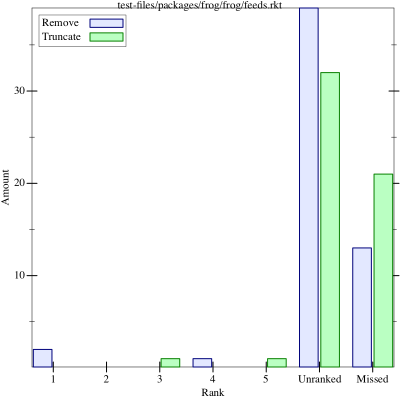 test-files/packages/frog/frog/feeds.rkt
Remove
Truncate
30
20
10
Amount
1 2 3 4 5 Unranked Missed
Rank